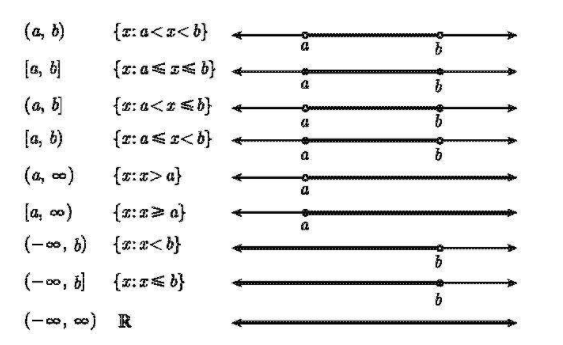 (a, b) {x: a<x<b} a b
[a, b] {x: a⩽x⩽b} a b
(a, b] {x: a<x⩽b} a b
[a, b) {x: a⩽x<b} a b
(a, ∞) {x: x>a} a
[a, ∞) {x: x⩾a} a
(−∞, b) {x: x<b} b
(−∞, b] {x: x⩽b} b
(−∞, ∞) ℝ